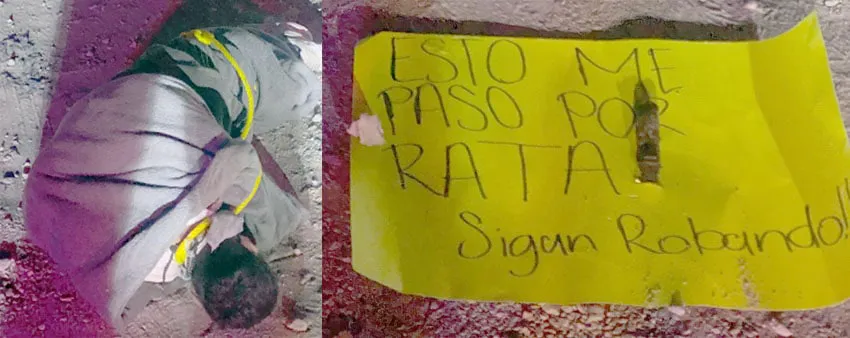 ESTO ME
PASO POR
RATA
Sigan Robando!!